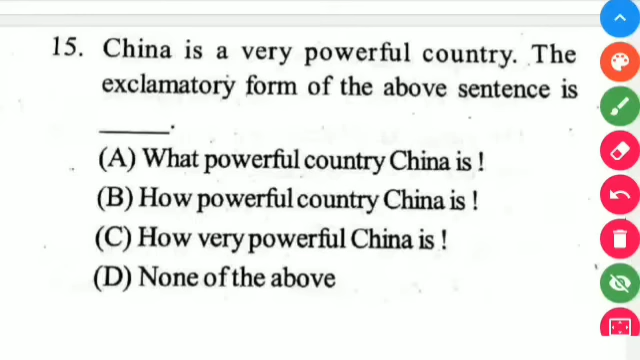 15. China is a very powerful country. The
exclamatory form of the above sentence is
______.
(A) What powerful country China is !
(B) How powerful country China is !
(C) How very powerful China is !
(D) None of the above